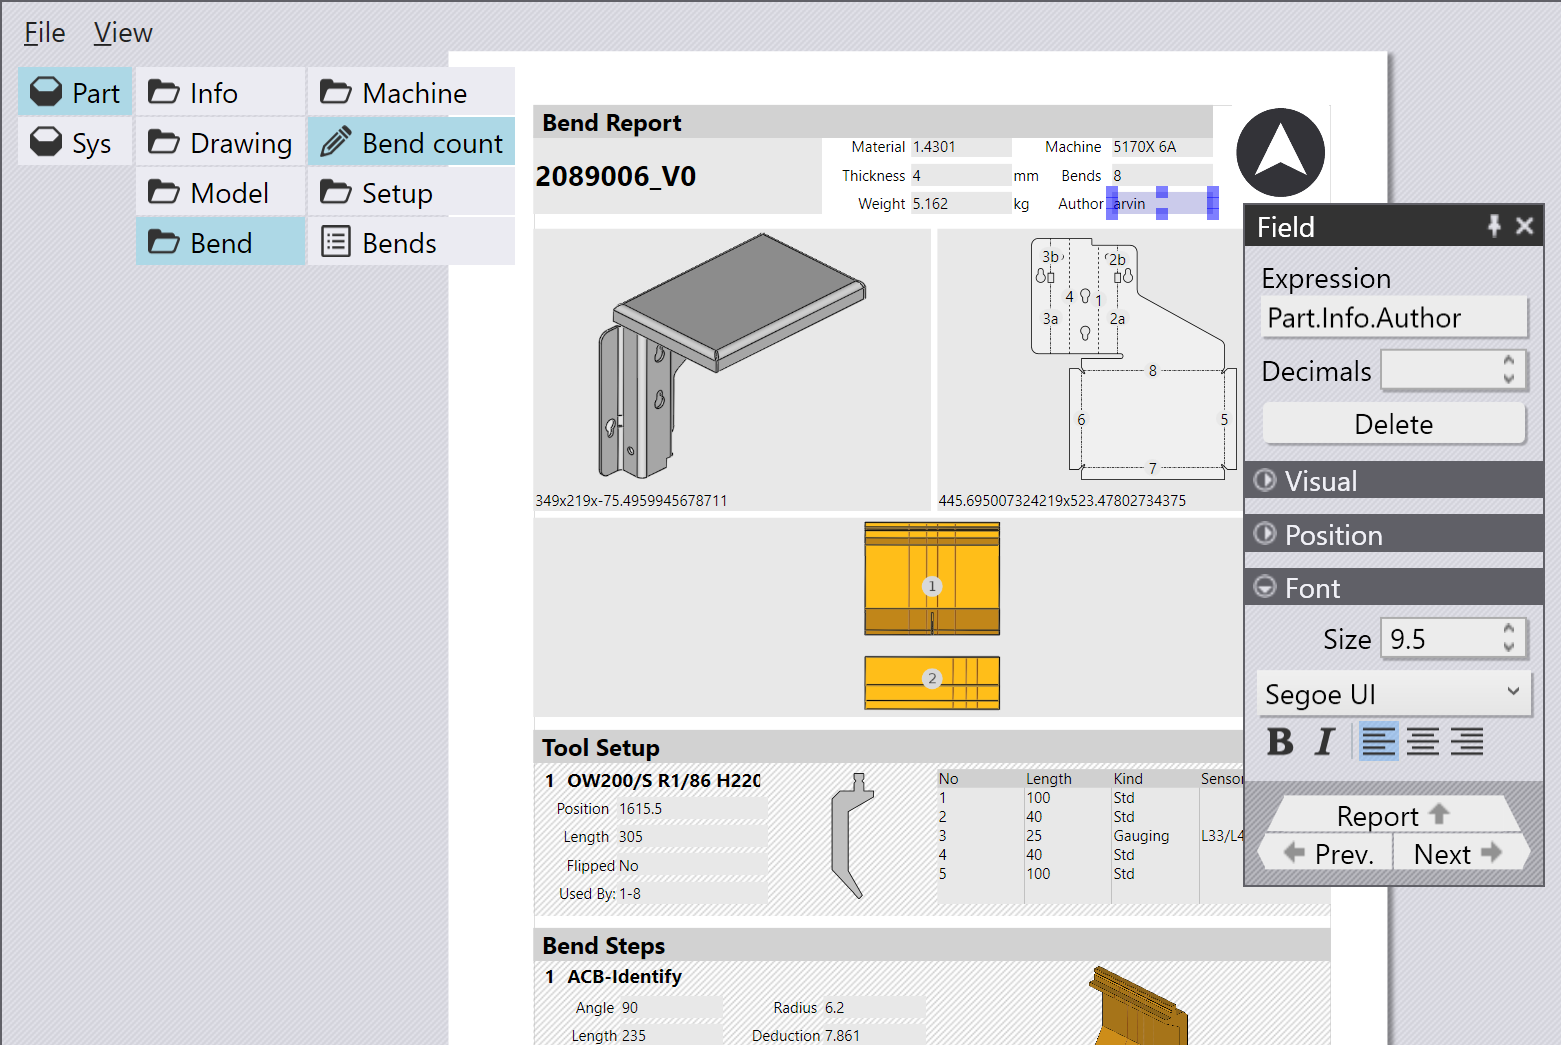 File View
Part Info Machine
Sys Drawing Bend count
Model Setup
Bend Bends
Bend Report
2089006_V0
Material 1.4301 Machine 5170X 6A
Thickness 4 mm Bends 8
Weight 5.162 kg Author arvin
349x219x-75.4959945678711
3b 2b
4 1
3a 2a
8
6 5
7
445.695007324219x523.47802734375
1
2
Tool Setup
1 OW200/S R1/86 H220
Position 1615.5
Length 305
Flipped No
Used By: 1-8
No Length Kind Sensor
1 100 Std
2 40 Std
3 25 Gauging L33/L4
4 40 Std
5 100 Std
Bend Steps
1 ACB-Identify
Angle 90 Radius 6.2
Length 235 Deduction 7.861
Field
Expression
Part.Info.Author
Decimals
Delete
Visual
Position
Font
Size 9.5
Segoe UI
B I
Report
Prev. Next